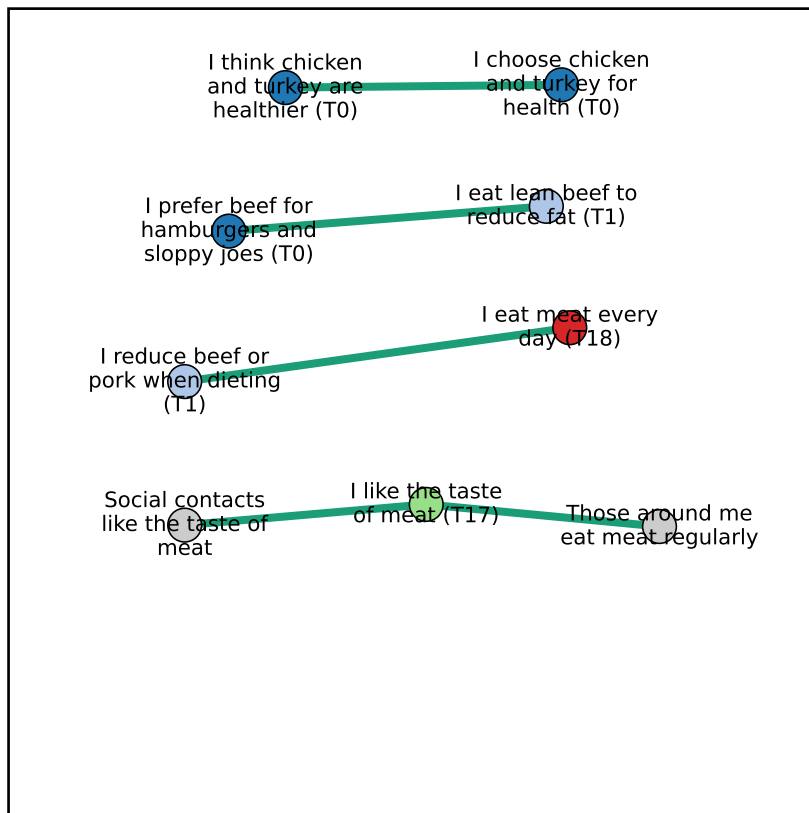 I think chicken
and turkey are
healthier (T0)
I choose chicken
and turkey for
health (T0)
I prefer beef for
hamburgers and
sloppy joes (T0)
I eat lean beef to
reduce fat (T1)
I eat meat every
day (T18)
I reduce beef or
pork when dieting
(T1)
Social contacts
like the taste of
meat
I like the taste
of meat (T17)
Those around me
eat meat regularly